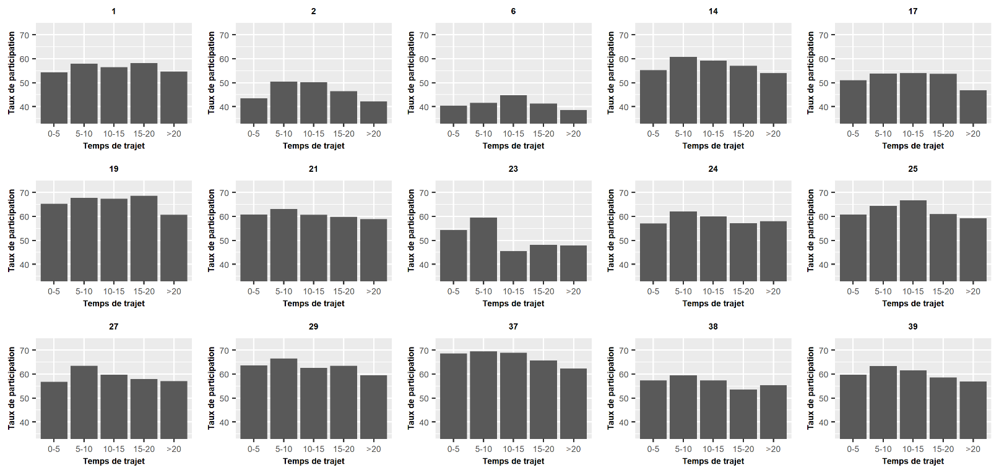 1 2 6 14 17
Taux de participation Taux de participation Taux de participation Taux de participation Taux de participation
70 70 70 70 70
60 60 60 60 60
50 50 50 50 50
40 40 40 40 40
0-5 5-10 10-15 15-20 >20 0-5 5-10 10-15 15-20 >20 0-5 5-10 10-15 15-20 >20 0-5 5-10 10-15 15-20 >20 0-5 5-10 10-15 15-20 >20
Temps de trajet Temps de trajet Temps de trajet Temps de trajet Temps de trajet
19 21 23 24 25
Taux de participation Taux de participation Taux de participation Taux de participation Taux de participation
70 70 70 70 70
60 60 60 60 60
50 50 50 50 50
40 40 40 40 40
0-5 5-10 10-15 15-20 >20 0-5 5-10 10-15 15-20 >20 0-5 5-10 10-15 15-20 >20 0-5 5-10 10-15 15-20 >20 0-5 5-10 10-15 15-20 >20
Temps de trajet Temps de trajet Temps de trajet Temps de trajet Temps de trajet
27 29 37 38 39
Taux de participation Taux de participation Taux de participation Taux de participation Taux de participation
70 70 70 70 70
60 60 60 60 60
50 50 50 50 50
40 40 40 40 40
0-5 5-10 10-15 15-20 >20 0-5 5-10 10-15 15-20 >20 0-5 5-10 10-15 15-20 >20 0-5 5-10 10-15 15-20 >20 0-5 5-10 10-15 15-20 >20
Temps de trajet Temps de trajet Temps de trajet Temps de trajet Temps de trajet